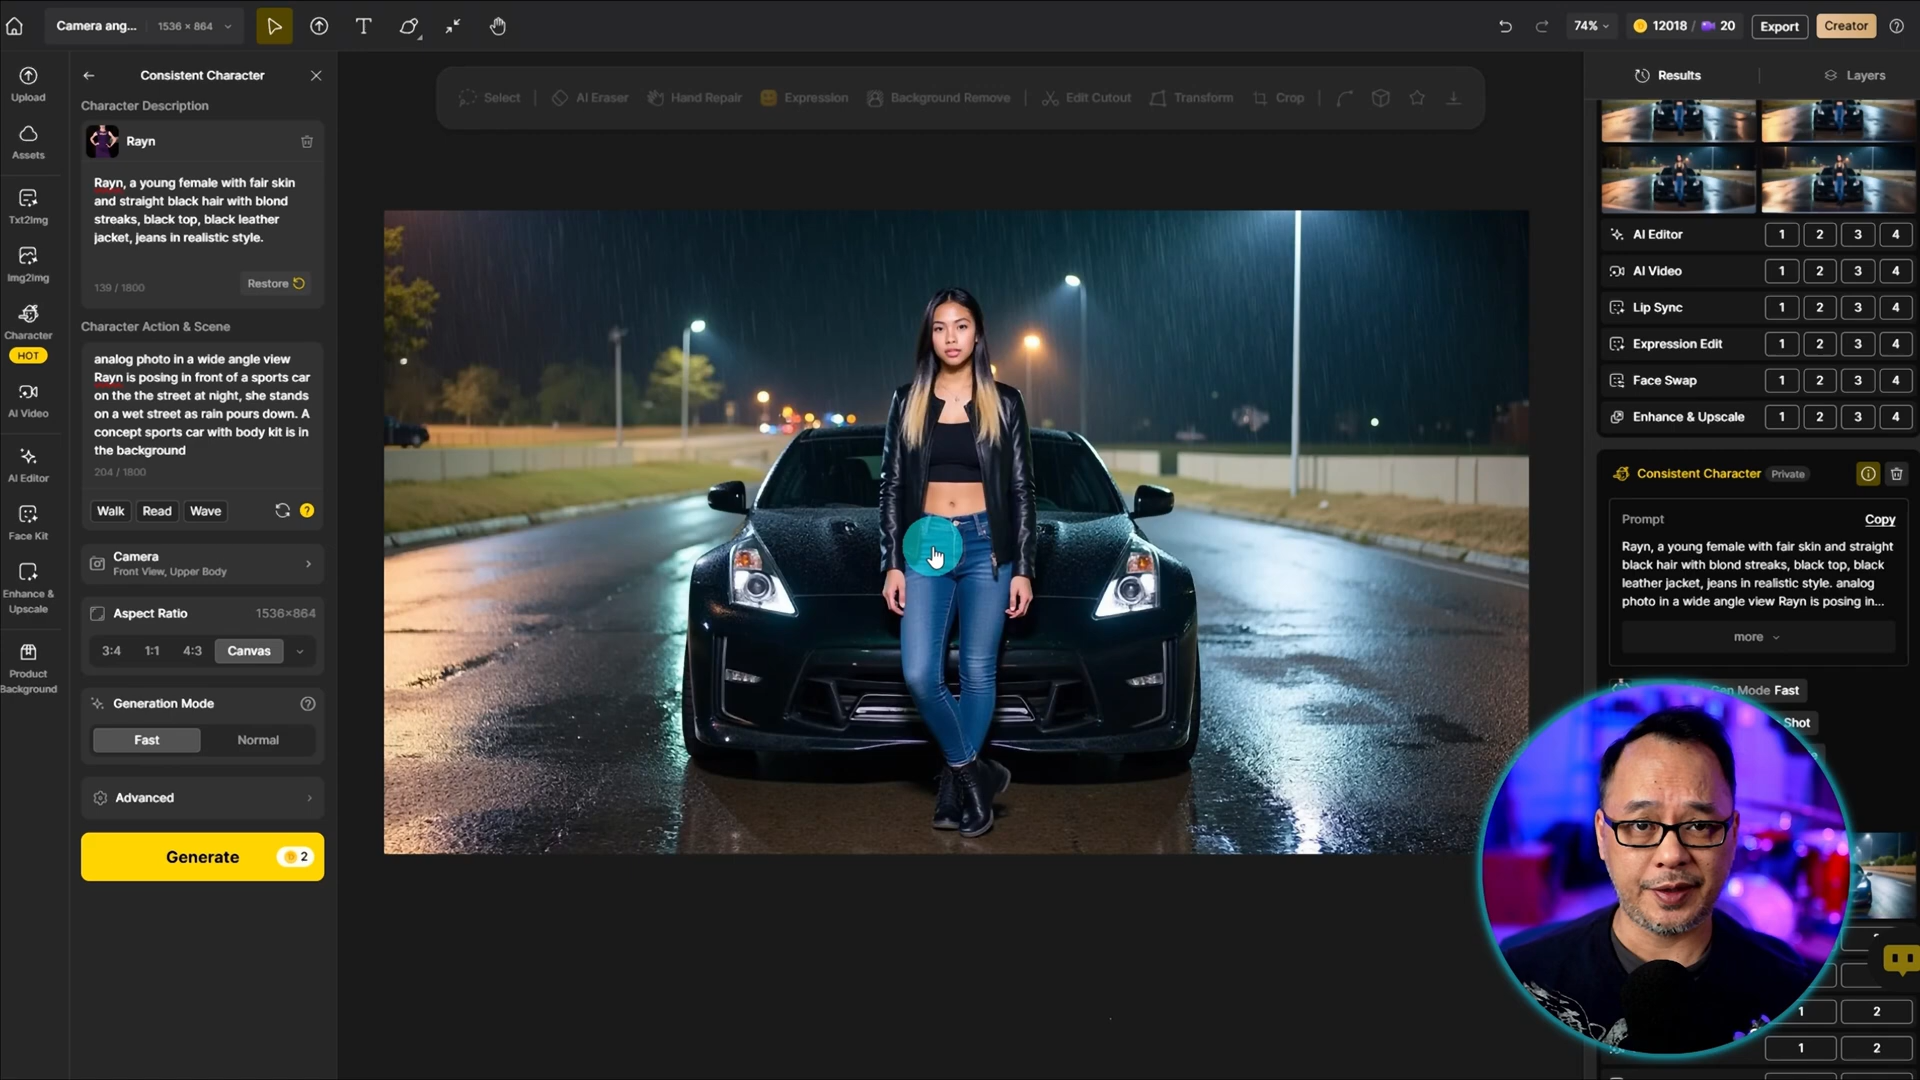 Camera ang...
1536 × 864
74%
12018 /
20
Export
Creator
Upload
Assets
Txt2Img
Img2Img
Character
HOT
AI Video
AI Editor
Face Kit
Enhance &
Upscale
Product
Background
Consistent Character
Character Description
Rayn
Rayn, a young female with fair skin
and straight black hair with blond
streaks, black top, black leather
jacket, jeans in realistic style.
139 / 1800
Restore
Character Action & Scene
analog photo in a wide angle view
Rayn is posing in front of a sports car
on the the street at night, she stands
on a wet street as rain pours down. A
concept sports car with body kit is in
the background
204 / 1800
Walk
Read
Wave
?
Camera
Front View, Upper Body
Aspect Ratio
1536×864
3:4
1:1
4:3
Canvas
Generation Mode
Fast
Normal
Advanced
Generate
2
Select
AI Eraser
Hand Repair
Expression
Background Remove
Edit Cutout
Transform
Crop
Results
Layers
AI Editor
1
2
3
4
AI Video
1
2
3
4
Lip Sync
1
2
3
4
Expression Edit
1
2
3
4
Face Swap
1
2
3
4
Enhance & Upscale
1
2
3
4
Consistent Character
Private
Prompt
Copy
Rayn, a young female with fair skin and straight
black hair with blond streaks, black top, black
leather jacket, jeans in realistic style. analog
photo in a wide angle view Rayn is posing in...
more
Gen Mode Fast
Shot
1
2
1
2